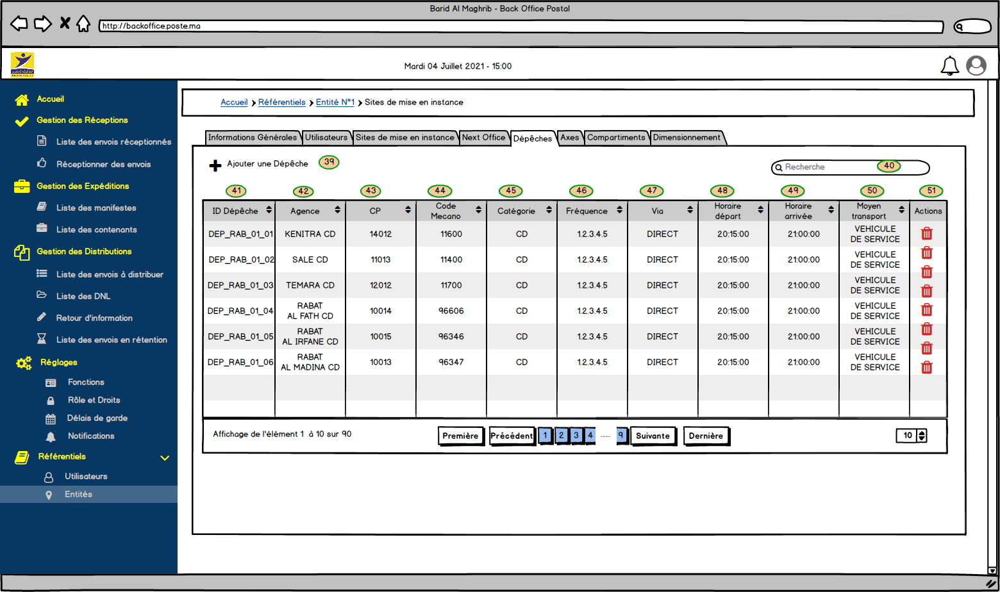 Barid Al Maghrib - Back Office Postal
http://backoffice.poste.ma
Mardi 04 Juillet 2021 - 15:00
Accueil
Gestion des Réceptions
Liste des envois réceptionnés
Réceptionner des envois
Gestion des Expéditions
Liste des manifestes
Liste des contenants
Gestion des Distributions
Liste des envois à distribuer
Liste des DNL
Retour d'information
Liste des envois en rétention
Réglages
Fonctions
Rôle et Droits
Délais de garde
Notifications
Référentiels
Utilisateurs
Entités
Accueil Référentiels Entité N°1 Sites de mise en instance
Informations Générales Utilisateurs Sites de mise en instance Next Office Dépêches Axes Compartiments Dimensionnement
Ajouter une Dépêche 39 Recherche 40
41 42 43 44 45 46 47 48 49 50 51
ID Dépêche Agence CP Code Mecano Catégorie Fréquence Via Horaire départ Horaire arrivée Moyen transport Actions
DEP_RAB_01_01 KENITRA CD 14012 11600 CD 1.2.3.4.5 DIRECT 20:15:00 21:00:00 VEHICULE DE SERVICE
DEP_RAB_01_02 SALE CD 11013 11400 CD 1.2.3.4.5 DIRECT 20:15:00 21:00:00 VEHICULE DE SERVICE
DEP_RAB_01_03 TEMARA CD 12012 11700 CD 1.2.3.4.5 DIRECT 20:15:00 21:00:00 VEHICULE DE SERVICE
DEP_RAB_01_04 RABAT AL FATH CD 10014 96606 CD 1.2.3.4.5 DIRECT 20:15:00 21:00:00 VEHICULE DE SERVICE
DEP_RAB_01_05 RABAT AL IRFANE CD 10015 96346 CD 1.2.3.4.5 DIRECT 20:15:00 21:00:00 VEHICULE DE SERVICE
DEP_RAB_01_06 RABAT AL MADINA CD 10013 96347 CD 1.2.3.4.5 DIRECT 20:15:00 21:00:00 VEHICULE DE SERVICE
Affichage de l'élément 1 à 10 sur 90 Première Précédent 1 2 3 4 ...... 9 Suivante Dernière 10